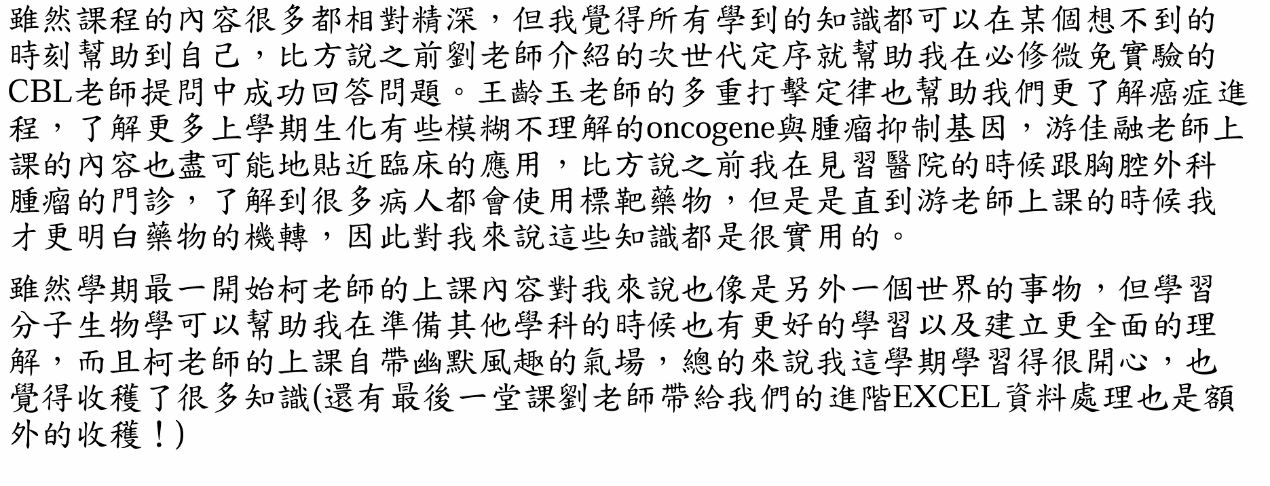 雖然課程的內容很多都相對精深，但我覺得所有學到的知識都可以在某個想不到的
時刻幫助到自己，比方說之前劉老師介紹的次世代定序就幫助我在必修微免實驗的
CBL老師提問中成功回答問題。王齡玉老師的多重打擊定律也幫助我們更了解癌症進
程，了解更多上學期生化有些模糊不理解的oncogene與腫瘤抑制基因，游佳融老師上
課的內容也盡可能地貼近臨床的應用，比方說之前我在見習醫院的時候跟胸腔外科
腫瘤的門診，了解到很多病人都會使用標靶藥物，但是是直到游老師上課的時候我
才更明白藥物的機轉，因此對我來說這些知識都是很實用的。
雖然學期最一開始柯老師的上課內容對我來說也像是另外一個世界的事物，但學習
分子生物學可以幫助我在準備其他學科的時候也有更好的學習以及建立更全面的理
解，而且柯老師的上課自帶幽默風趣的氣場，總的來說我這學期學習得很開心，也
覺得收穫了很多知識(還有最後一堂課劉老師帶給我們的進階EXCEL資料處理也是額
外的收穫！)